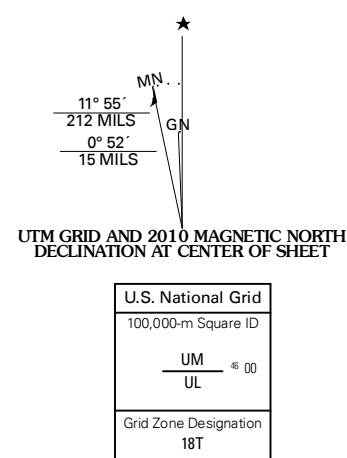 ★
MN
11° 55´
212 MILS
GN
0° 52´
15 MILS
UTM GRID AND 2010 MAGNETIC NORTH
DECLINATION AT CENTER OF SHEET
U.S. National Grid
100,000-m Square ID
UM
46 00
UL
Grid Zone Designation
18T